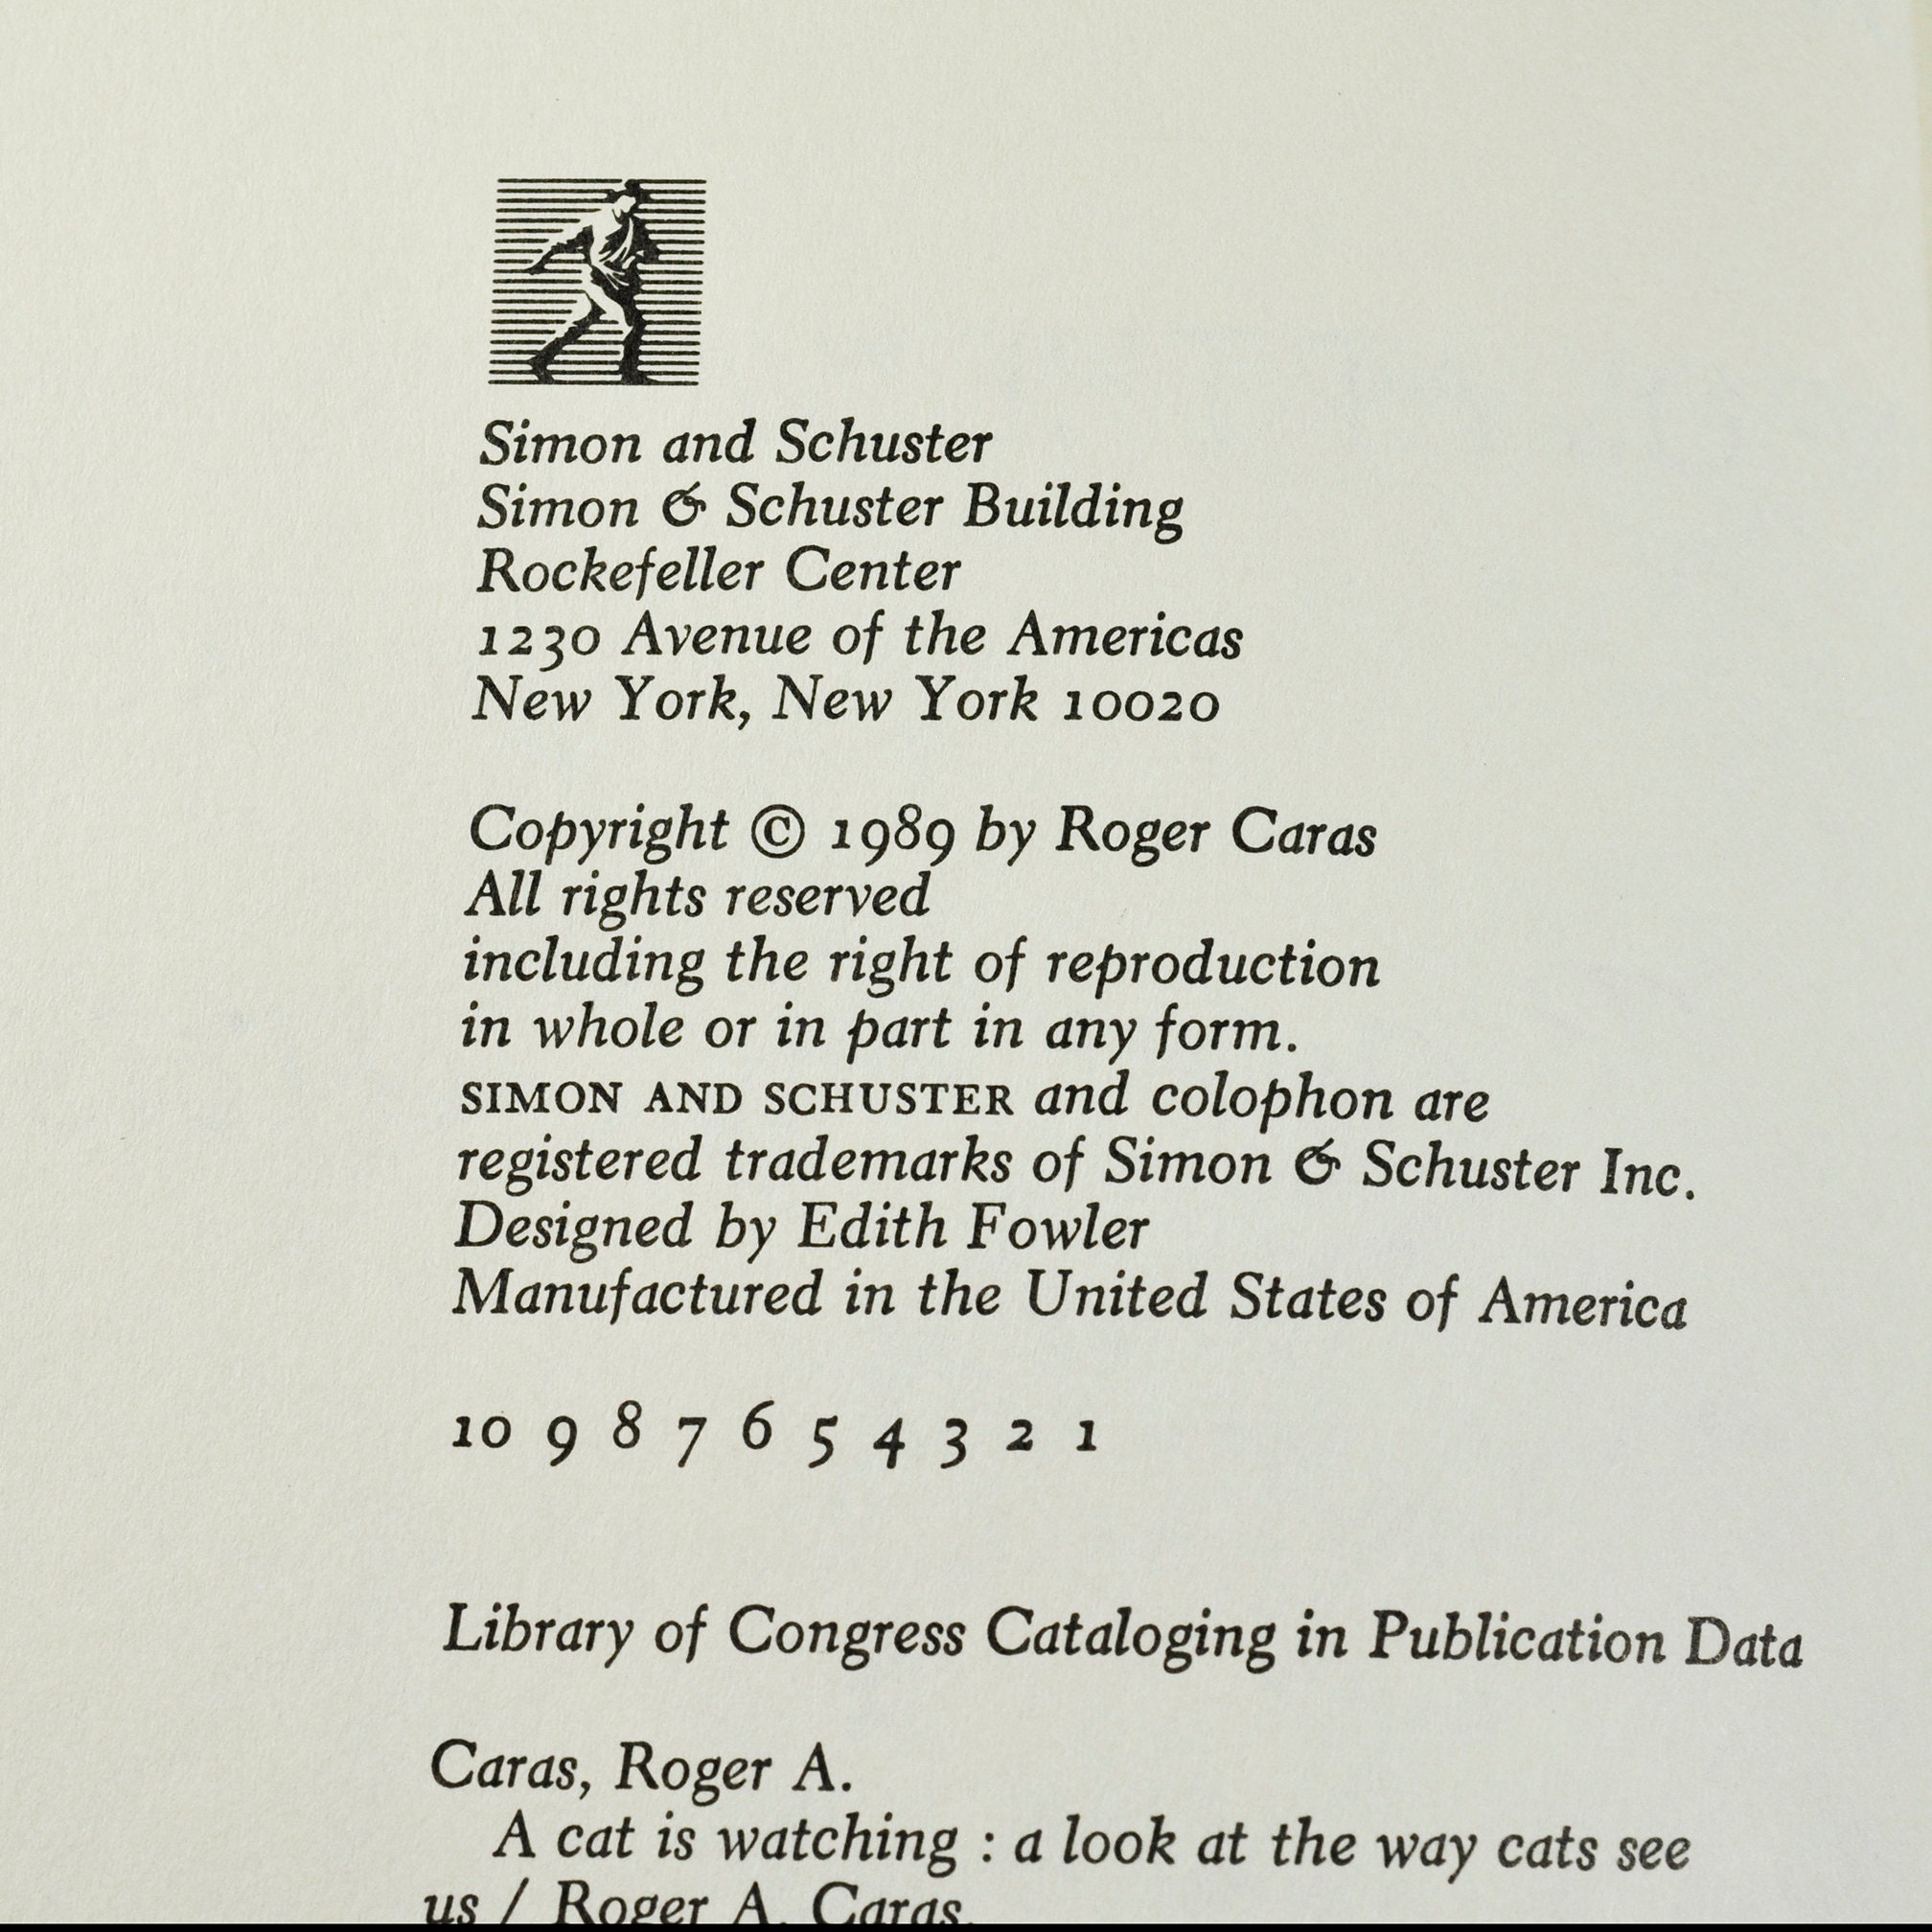 Simon and Schuster
Simon & Schuster Building
Rockefeller Center
1230 Avenue of the Americas
New York, New York 10020
Copyright © 1989 by Roger Caras
All rights reserved
including the right of reproduction
in whole or in part in any form.
SIMON AND SCHUSTER and colophon are
registered trademarks of Simon & Schuster Inc.
Designed by Edith Fowler
Manufactured in the United States of America
10 9 8 7 6 5 4 3 2 1
Library of Congress Cataloging in Publication Data
Caras, Roger A.
A cat is watching : a look at the way cats see
us / Roger A. Caras.